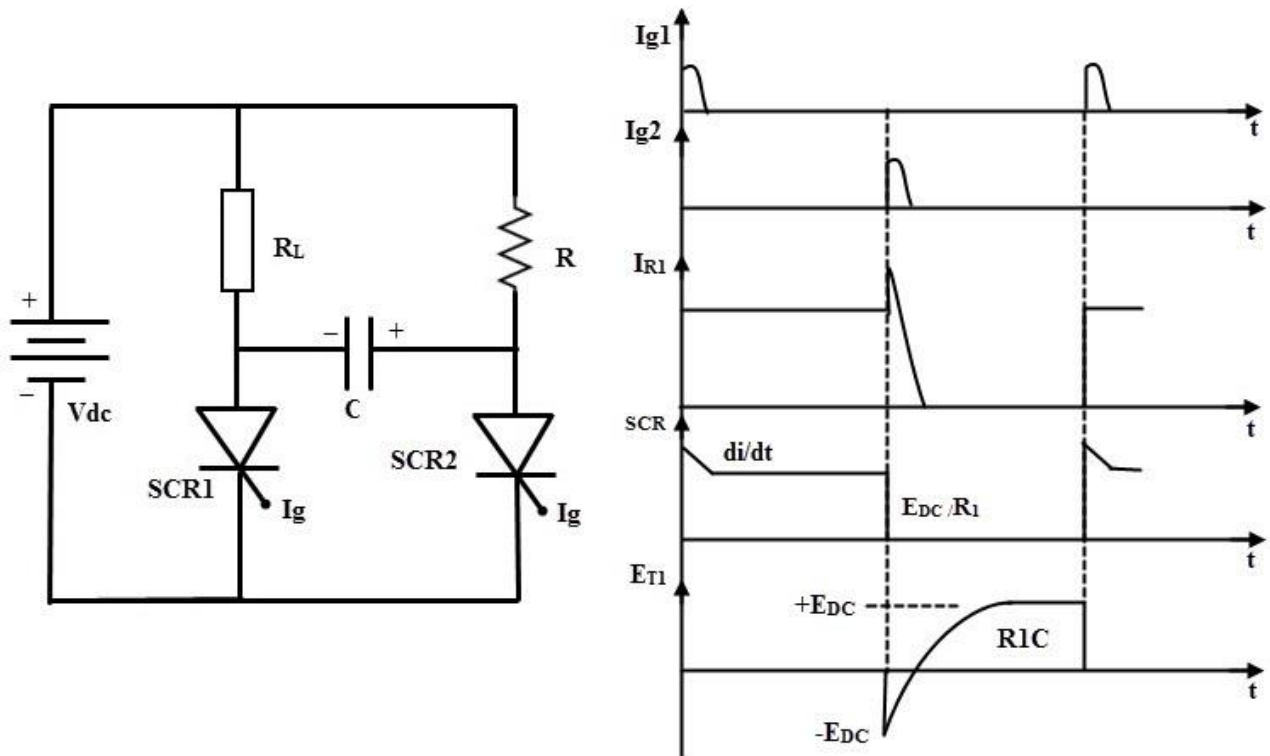 +
−
Vdc
RL
R
− +
C
SCR1
SCR2
Ig
Ig
Ig1
t
Ig2
t
IR1
t
SCR
di/dt
EDC /R1
t
ET1
+EDC
R1C
t
-EDC